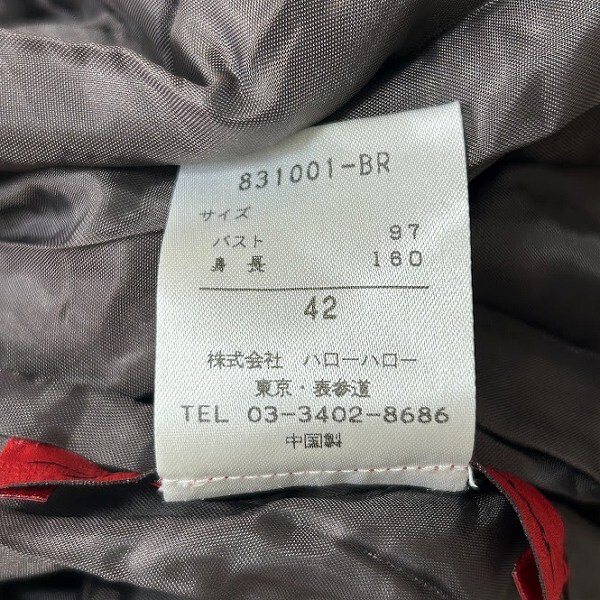 831001-BR
サイズ
バスト 97
身長 160
42
株式会社 ハローハロー
東京・表参道
TEL 03-3402-8686
中国製